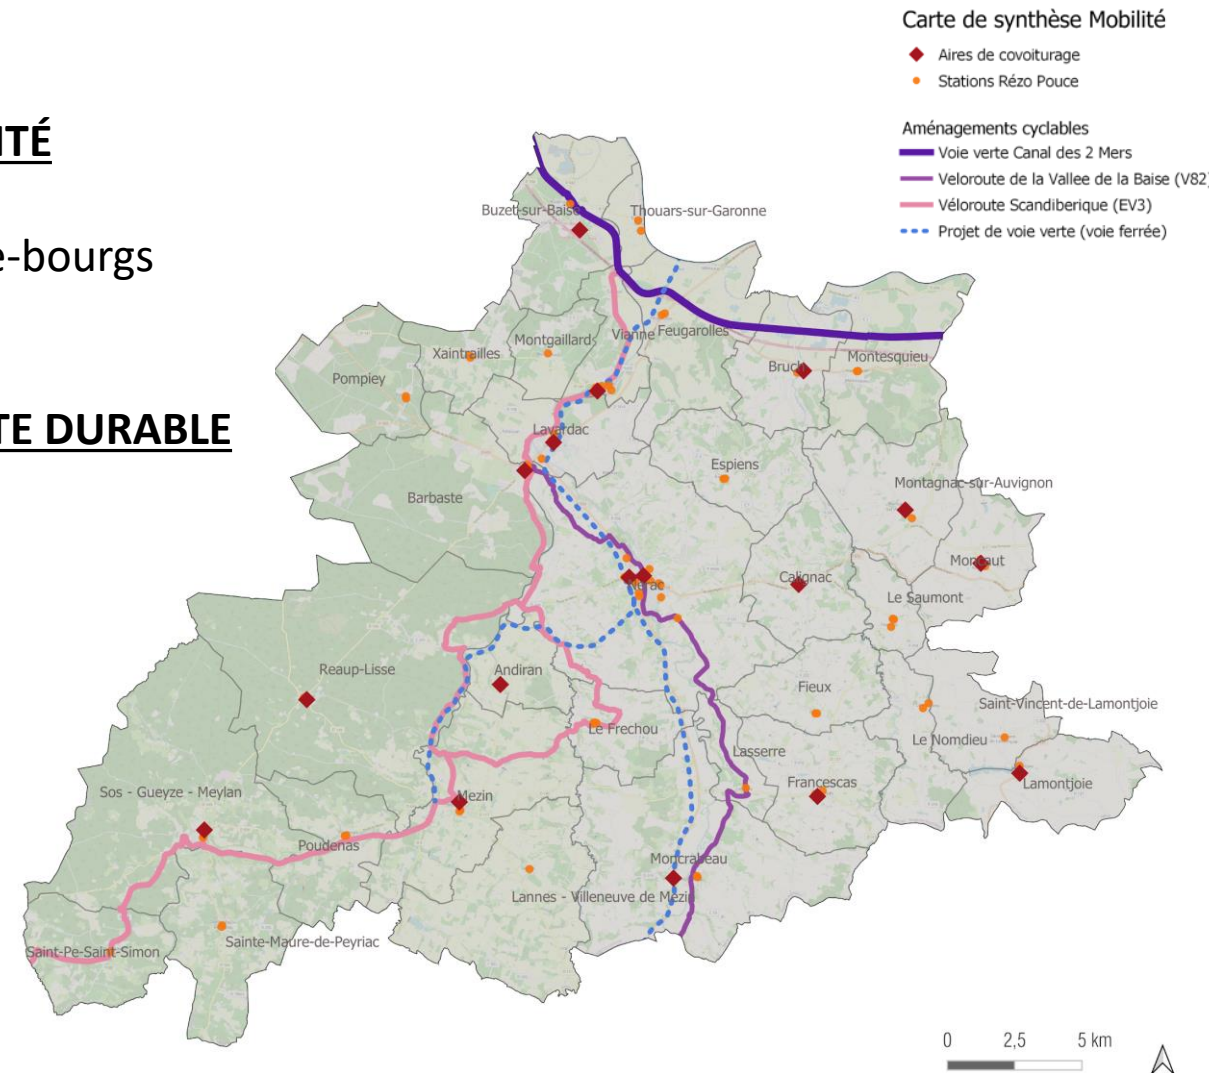 Carte de synthèse Mobilité
Aires de covoiturage
Stations Rézo Pouce
Aménagements cyclables
Voie verte Canal des 2 Mers
Veloroute de la Vallee de la Baise (V82)
Véloroute Scandiberique (EV3)
Projet de voie verte (voie ferrée)
ITÉ
e-bourgs
TE DURABLE
Buzet-sur-Baise
Thouars-sur-Garonne
Vianne
Feugarolles
Montgaillard
Xaintrailles
Montesquieu
Bruch
Pompiey
Lavardac
Espiens
Montagnac-sur-Auvignon
Barbaste
Moncaut
Calignac
Nerac
Le Saumont
Reaup-Lisse
Andiran
Fieux
Saint-Vincent-de-Lamontjoie
Le Frechou
Le Nomdieu
Lasserre
Francescas
Lamontjoie
Sos - Gueyze - Meylan
Mezin
Poudenas
Moncrabeau
Lannes - Villeneuve de Mezin
Sainte-Maure-de-Peyriac
Saint-Pe-Saint-Simon
0 2,5 5 km